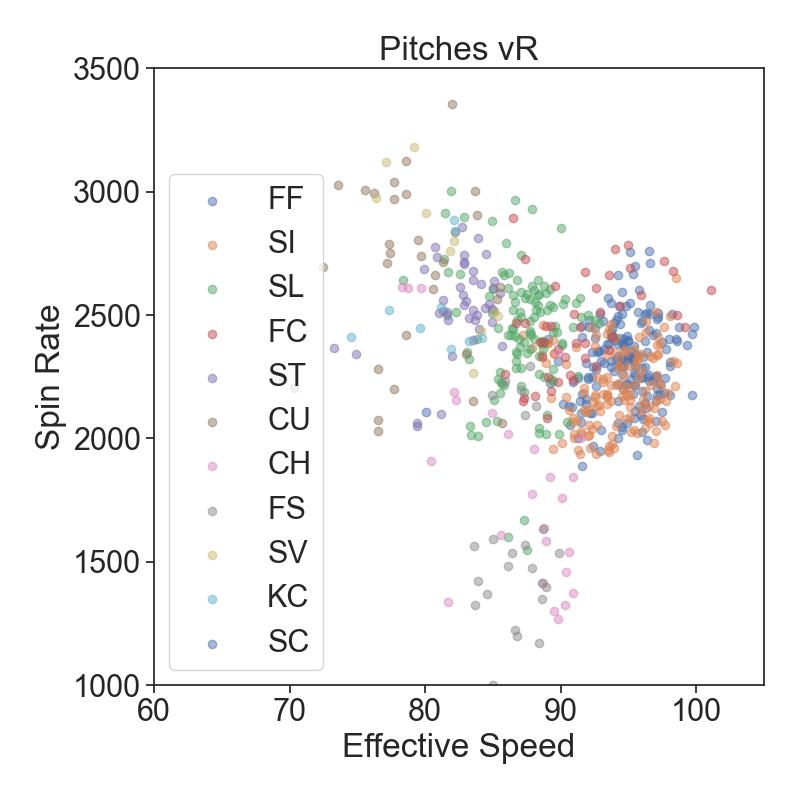 Pitches vR
3500
3000
2500
2000
1500
1000
Spin Rate
FF
SI
SL
FC
ST
CU
CH
FS
SV
KC
SC
60
70
80
90
100
Effective Speed